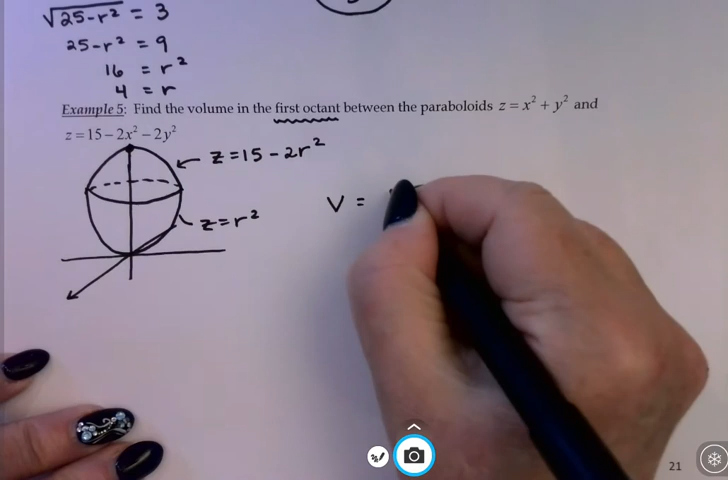 √25-r² = 3
25-r² = 9
16 = r²
4 = r
Example 5: Find the volume in the first octant between the paraboloids z = x² + y² and
z = 15 − 2x² − 2y²
z = 15 - 2r²
z = r²
V =
21